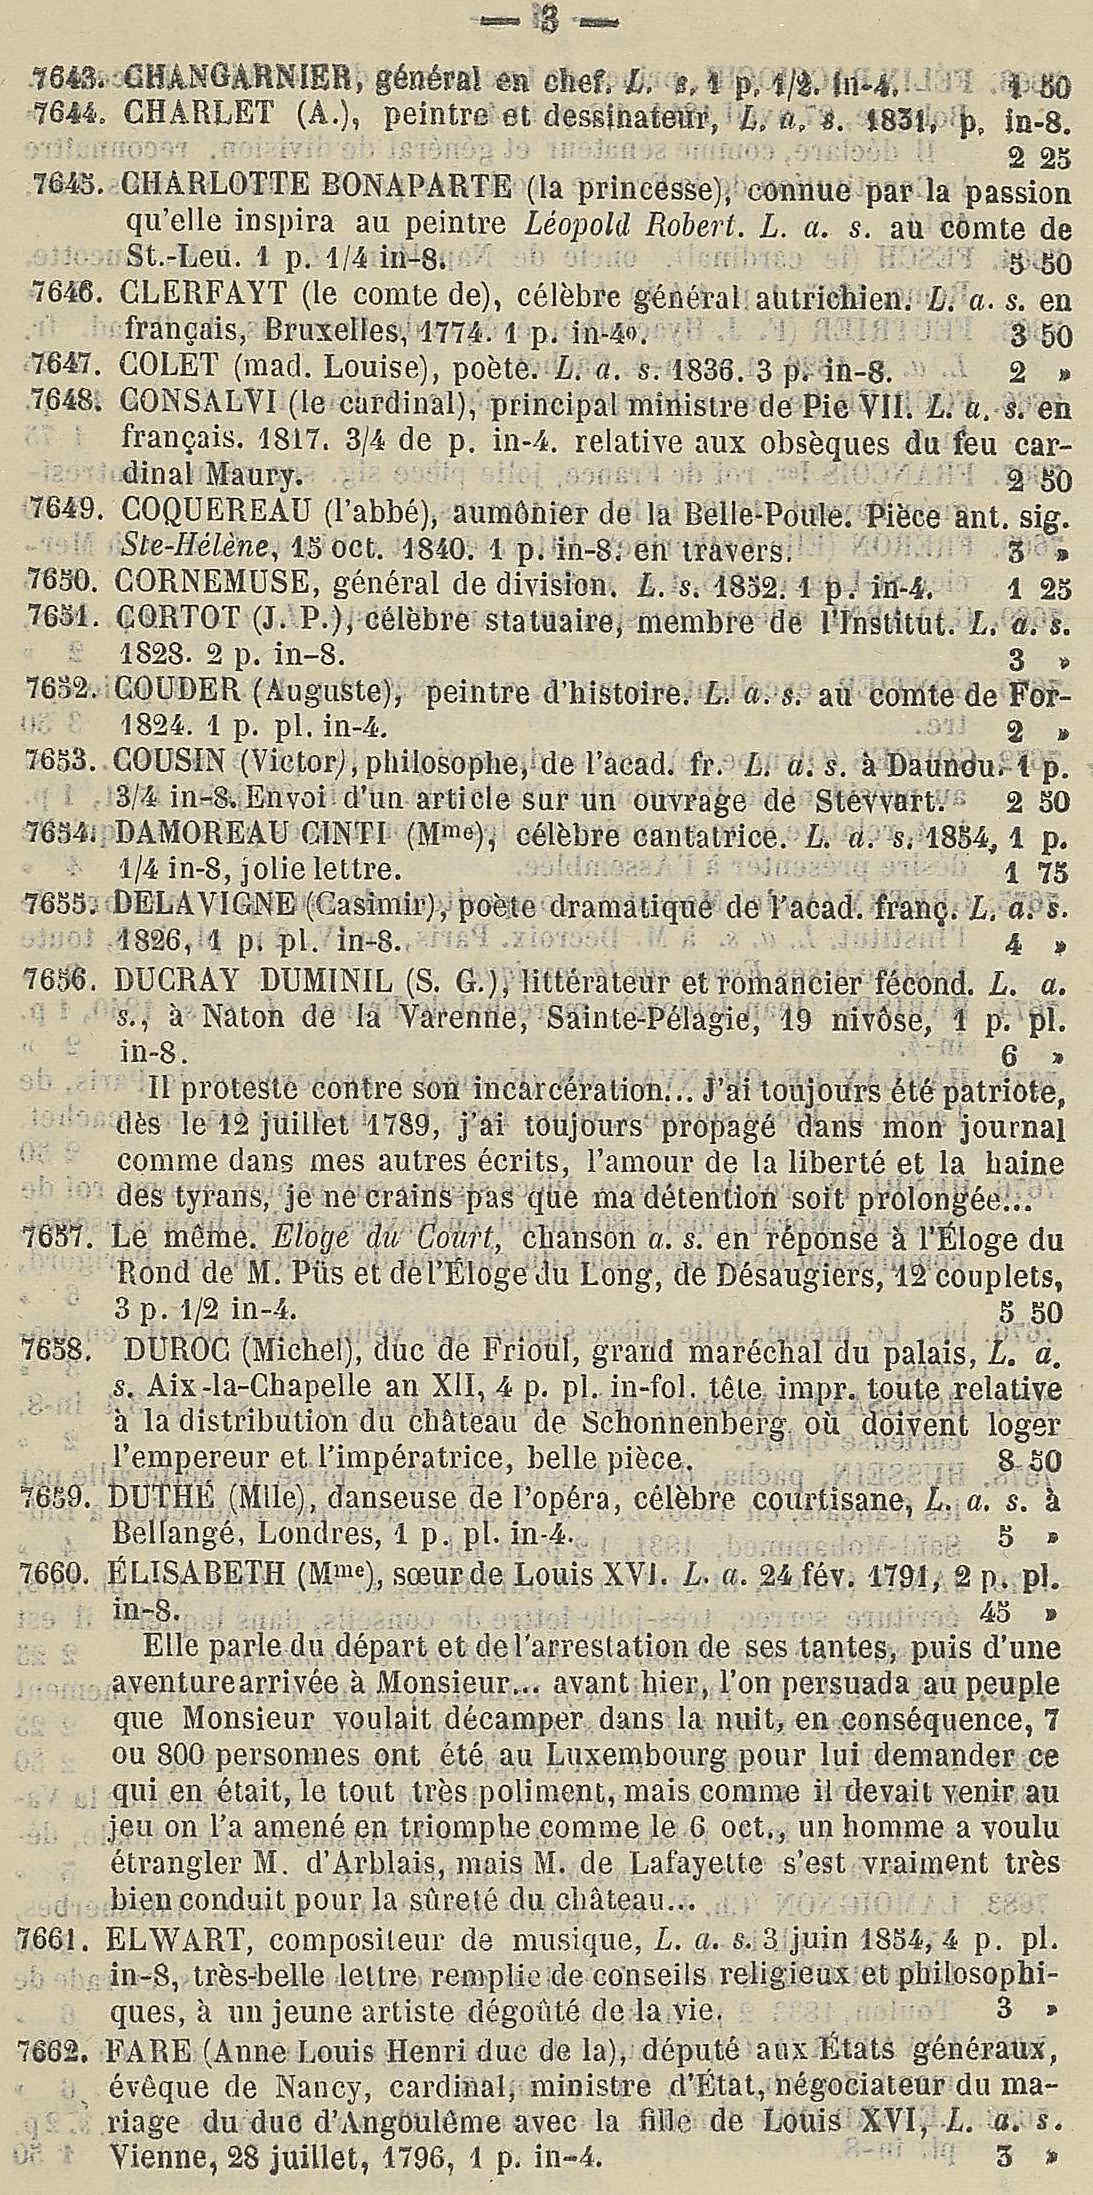 — 3 —
7643. CHANGARNIER, général en chef. L. s. 1 p. 1/2. in-4. 1 50
7644. CHARLET (A.), peintre et dessinateur, L. a. s. 1831, p. in-8.
2 25
7645. CHARLOTTE BONAPARTE (la princesse), connue par la passion
qu'elle inspira au peintre Léopold Robert. L. a. s. au comte de
St.-Leu. 1 p. 1/4 in-8. 5 50
7646. CLERFAYT (le comte de), célèbre général autrichien. L. a. s. en
français, Bruxelles, 1774. 1 p. in-4º. 3 50
7647. COLET (mad. Louise), poète. L. a. s. 1836. 3 p. in-8. 2 »
7648. CONSALVI (le cardinal), principal ministre de Pie VII. L. a. s. en
français. 1817. 3/4 de p. in-4. relative aux obsèques du feu car-
dinal Maury. 2 50
7649. COQUEREAU (l'abbé), aumônier de la Belle-Poule. Pièce ant. sig.
Ste-Hélène, 15 oct. 1840. 1 p. in-8. en travers. 3 »
7650. CORNEMUSE, général de division. L. s. 1852. 1 p. in-4. 1 25
7651. CORTOT (J. P.), célèbre statuaire, membre de l'Institut. L. a. s.
1828. 2 p. in-8. 3 »
7652. COUDER (Auguste), peintre d'histoire. L. a. s. au comte de For-
1824. 1 p. pl. in-4. 2 »
7653. COUSIN (Victor), philosophe, de l'acad. fr. L. a. s. à Daunou. 1 p.
3/4 in-8. Envoi d'un article sur un ouvrage de Stevvart. 2 50
7654. DAMOREAU CINTI (Mme), célèbre cantatrice. L. a. s. 1854, 1 p.
1/4 in-8, jolie lettre. 1 75
7655. DELAVIGNE (Casimir), poète dramatique de l'acad. franç. L. a. s.
1826, 1 p. pl. in-8. 4 »
7656. DUCRAY DUMINIL (S. G.), littérateur et romancier fécond. L. a.
s., à Naton de la Varenne, Sainte-Pélagie, 19 nivôse, 1 p. pl.
in-8. 6 »
Il proteste contre son incarcération... J'ai toujours été patriote,
dès le 12 juillet 1789, j'ai toujours propagé dans mon journal
comme dans mes autres écrits, l'amour de la liberté et la haine
des tyrans, je ne crains pas que ma détention soit prolongée...
7657. Le même. Eloge du Court, chanson a. s. en réponse à l'Éloge du
Rond de M. Piis et de l'Éloge du Long, de Désaugiers, 12 couplets,
3 p. 1/2 in-4. 5 50
7658. DUROC (Michel), duc de Frioul, grand maréchal du palais, L. a.
s. Aix-la-Chapelle an XII, 4 p. pl. in-fol. tête impr. toute relative
à la distribution du château de Schonnenberg où doivent loger
l'empereur et l'impératrice, belle pièce. 8 50
7659. DUTHÉ (Mlle), danseuse de l'opéra, célèbre courtisane, L. a. s. à
Bellangé, Londres, 1 p. pl. in-4. 5 »
7660. ÉLISABETH (Mme), sœur de Louis XVI. L. a. 24 fév. 1791, 2 p. pl.
in-8. 45 »
Elle parle du départ et de l'arrestation de ses tantes, puis d'une
aventure arrivée à Monsieur... avant hier, l'on persuada au peuple
que Monsieur voulait décamper dans la nuit, en conséquence, 7
ou 800 personnes ont été au Luxembourg pour lui demander ce
qui en était, le tout très poliment, mais comme il devait venir au
jeu on l'a amené en triomphe comme le 6 oct., un homme a voulu
étrangler M. d'Arblais, mais M. de Lafayette s'est vraiment très
bien conduit pour la sûreté du château...
7661. ELWART, compositeur de musique, L. a. s. 3 juin 1854, 4 p. pl.
in-8, très-belle lettre remplie de conseils religieux et philosophi-
ques, à un jeune artiste dégoûté de la vie. 3 »
7662. FARE (Anne Louis Henri duc de la), député aux États généraux,
évêque de Nancy, cardinal, ministre d'État, négociateur du ma-
riage du duc d'Angoulême avec la fille de Louis XVI, L. a. s.
Vienne, 28 juillet, 1796, 1 p. in-4. 3 »